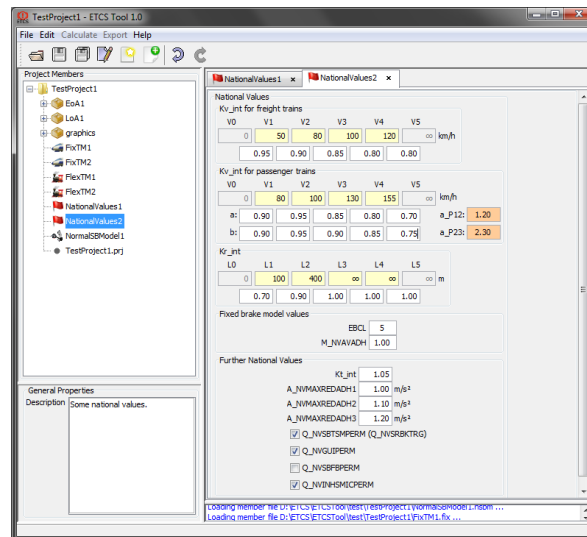 TestProject1 - ETCS Tool 1.0
File Edit Calculate Export Help
Project Members
TestProject1
EoA1
LoA1
graphics
FixTM1
FixTM2
FlexTM1
FlexTM2
NationalValues1
NationalValues2
NormalSBModel1
TestProject1.prj
General Properties
Description Some national values.
NationalValues1 × NationalValues2 ×
National Values
Kv_int for freight trains
V0 V1 V2 V3 V4 V5
0 50 80 100 120 ∞ km/h
0.95 0.90 0.85 0.80 0.80
Kv_int for passenger trains
V0 V1 V2 V3 V4 V5
0 80 100 130 155 ∞ km/h
a: 0.90 0.95 0.85 0.80 0.70 a_P12: 1.20
b: 0.90 0.95 0.90 0.85 0.75 a_P23: 2.30
Kr_int
L0 L1 L2 L3 L4 L5
0 100 400 ∞ ∞ ∞ m
0.70 0.90 1.00 1.00 1.00
Fixed brake model values
EBCL 5
M_NVAVADH 1.00
Further National Values
Kt_int 1.05
A_NVMAXREDADH1 1.00 m/s²
A_NVMAXREDADH2 1.10 m/s²
A_NVMAXREDADH3 1.20 m/s²
Q_NVSBTSMPERM (Q_NVSRBKTRG)
Q_NVGUIPERM
Q_NVSBFBPERM
Q_NVINHSMICPERM
Loading member file D:\ETCS\ETCSTool\test\TestProject1\NormalSBModel1.nsbm ...
Loading member file D:\ETCS\ETCSTool\test\TestProject1\FixTM1.fix ...